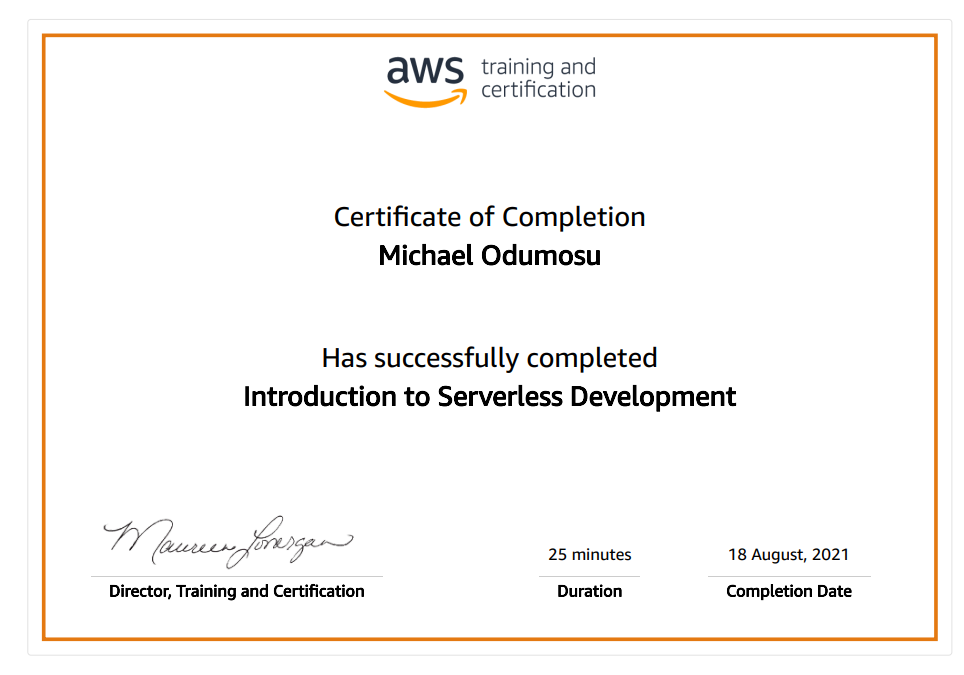 aws training and
certification
Certificate of Completion
Michael Odumosu
Has successfully completed
Introduction to Serverless Development
Maureen Lonergan
25 minutes
18 August, 2021
Director, Training and Certification
Duration
Completion Date